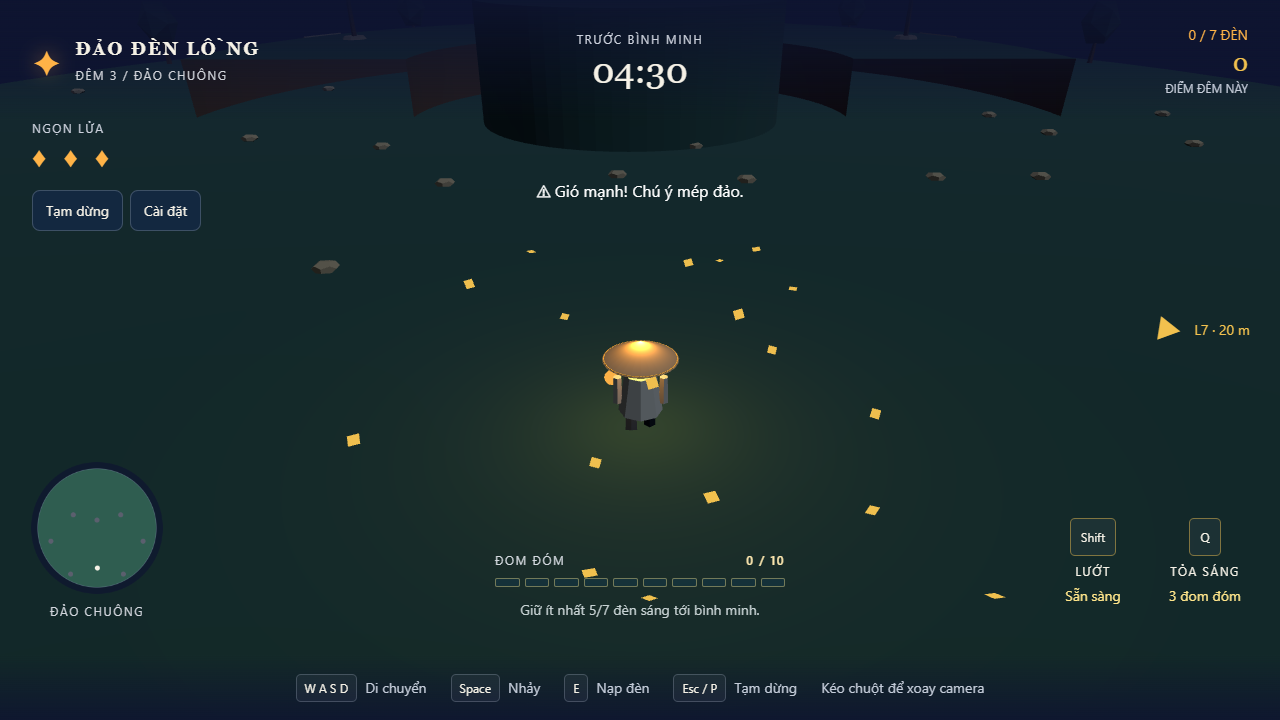 ĐẢO ĐÈN LỒNG
ĐÊM 3 / ĐẢO CHUÔNG
TRƯỚC BÌNH MINH
04:30
0 / 7 ĐÈN
0
ĐIỂM ĐÊM NÀY
NGỌN LỬA
Tạm dừng
Cài đặt
⚠ Gió mạnh! Chú ý mép đảo.
L7 · 20 m
ĐẢO CHUÔNG
ĐOM ĐÓM
0 / 10
Giữ ít nhất 5/7 đèn sáng tới bình minh.
Shift
LƯỚT
Sẵn sàng
Q
TỎA SÁNG
3 đom đóm
W A S D Di chuyển
Space Nhảy
E Nạp đèn
Esc / P Tạm dừng
Kéo chuột để xoay camera